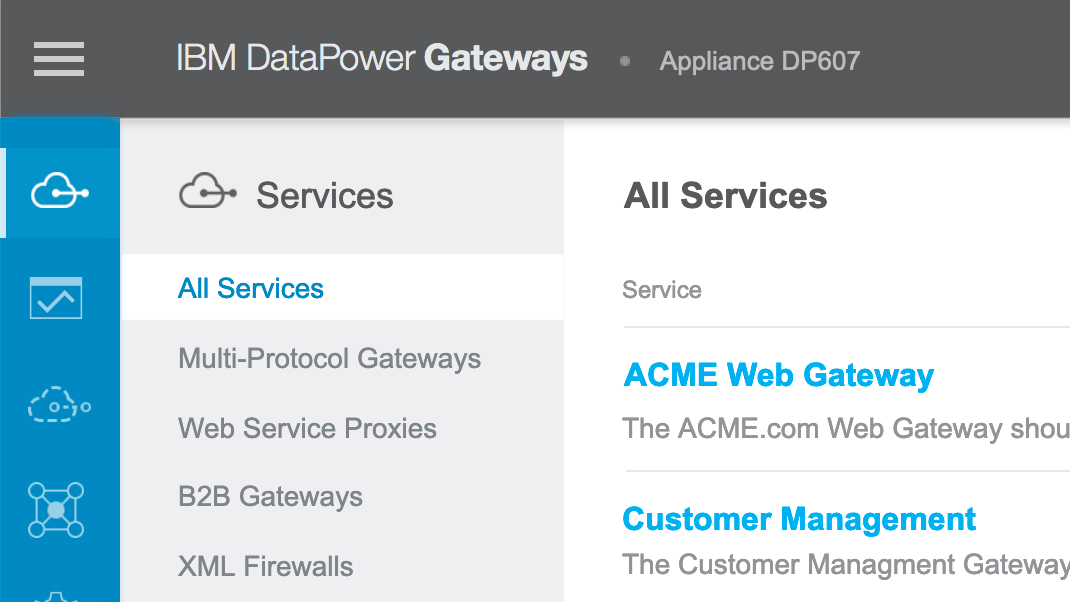 IBM DataPower Gateways • Appliance DP607
Services
All Services
Multi-Protocol Gateways
Web Service Proxies
B2B Gateways
XML Firewalls
All Services
Service
ACME Web Gateway
The ACME.com Web Gateway shou
Customer Management
The Customer Managment Gateway